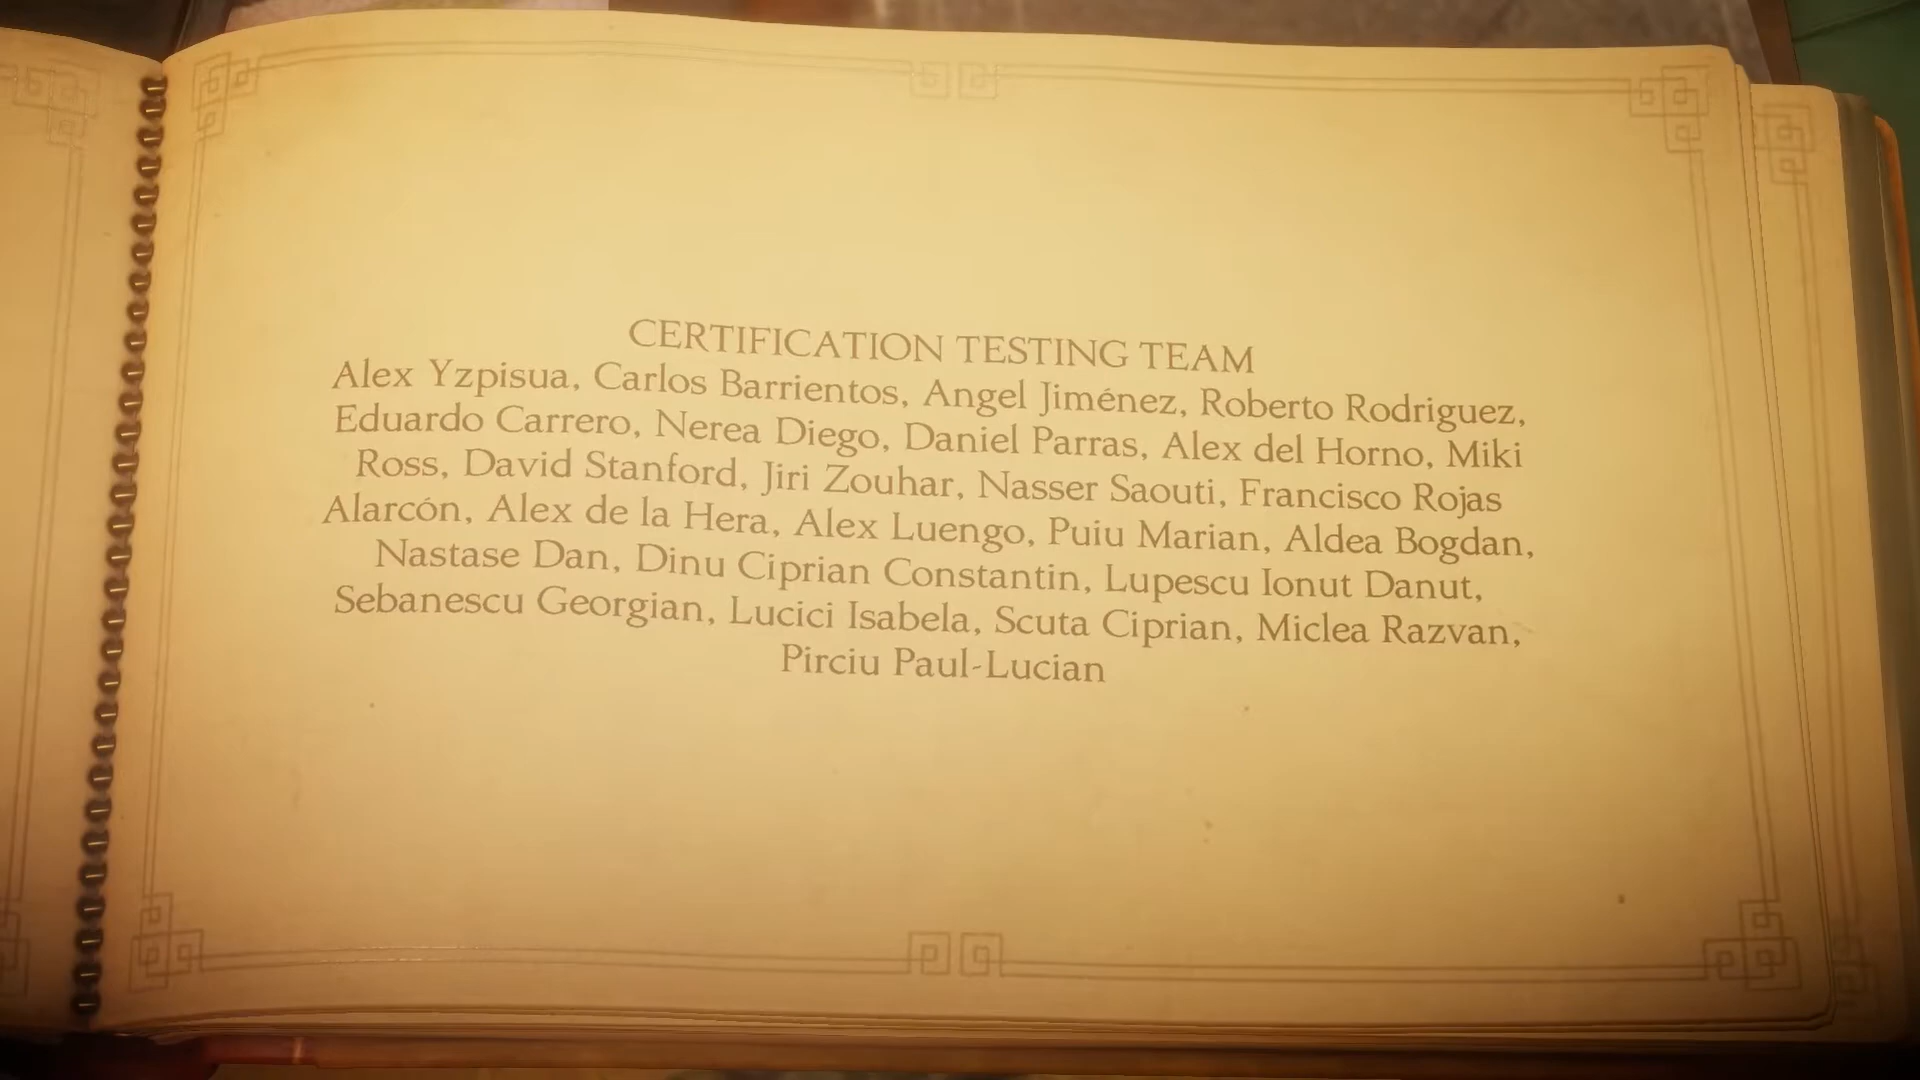 CERTIFICATION TESTING TEAM
Alex Yzpisua, Carlos Barrientos, Angel Jiménez, Roberto Rodriguez,
Eduardo Carrero, Nerea Diego, Daniel Parras, Alex del Horno, Miki
Ross, David Stanford, Jiri Zouhar, Nasser Saouti, Francisco Rojas
Alarcón, Alex de la Hera, Alex Luengo, Puiu Marian, Aldea Bogdan,
Nastase Dan, Dinu Ciprian Constantin, Lupescu Ionut Danut,
Sebanescu Georgian, Lucici Isabela, Scuta Ciprian, Miclea Razvan,
Pirciu Paul-Lucian